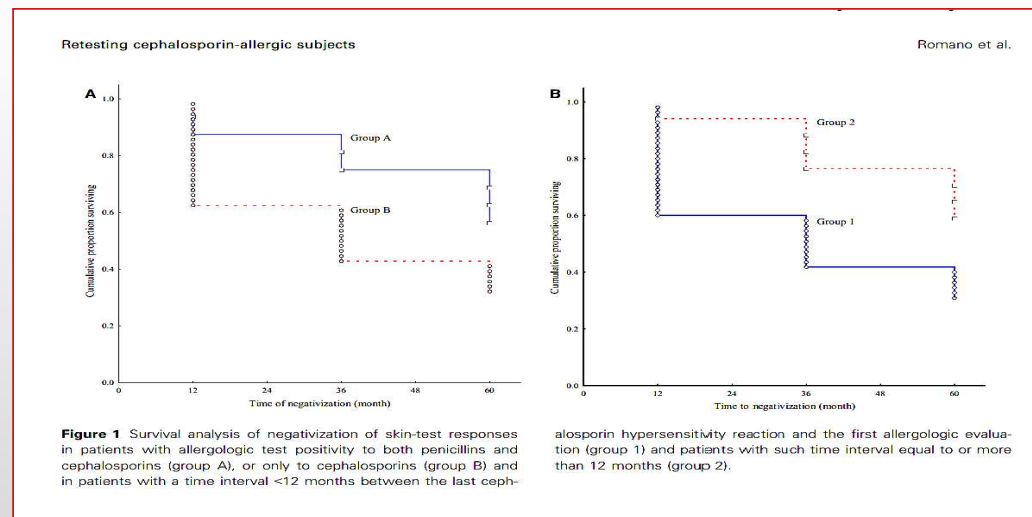 Retesting cephalosporin-allergic subjects
Romano et al.
A
1.0
0.8
0.6
0.4
0.2
0.0
Cumulative proportion surviving
Group A
Group B
0 12 24 36 48 60
Time of negativization (month)
B
1.0
0.8
0.6
0.4
0.2
0.0
Cumulative proportion surviving
Group 2
Group 1
0 12 24 36 48 60
Time to negativization (month)
Figure 1 Survival analysis of negativization of skin-test responses
in patients with allergologic test positivity to both penicillins and
cephalosporins (group A), or only to cephalosporins (group B) and
in patients with a time interval <12 months between the last ceph-
alosporin hypersensitivity reaction and the first allergologic evalua-
tion (group 1) and patients with such time interval equal to or more
than 12 months (group 2).